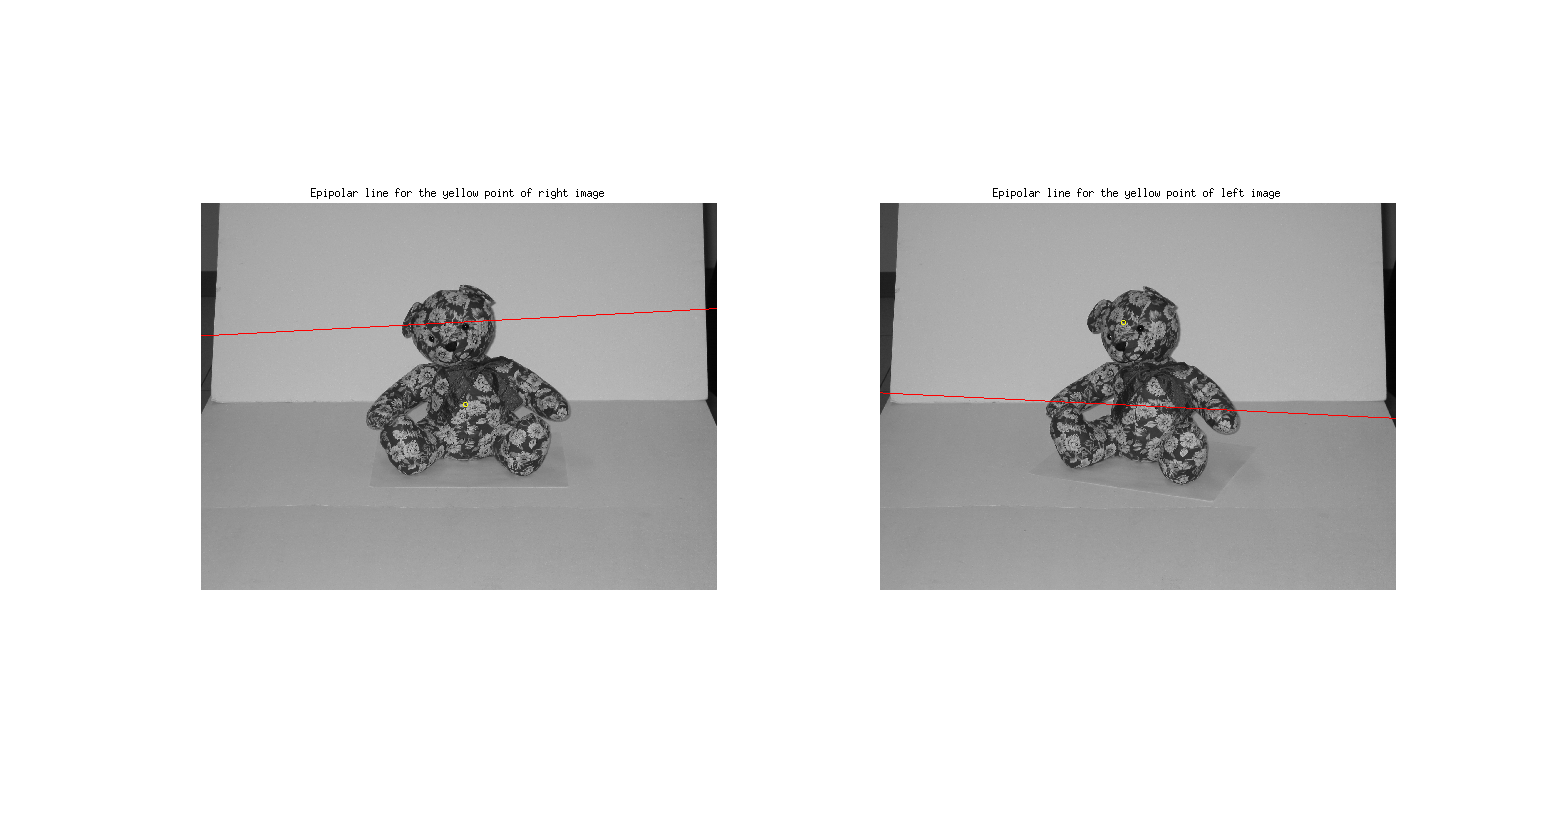 Epipolar line for the yellow point of right image
Epipolar line for the yellow point of left image